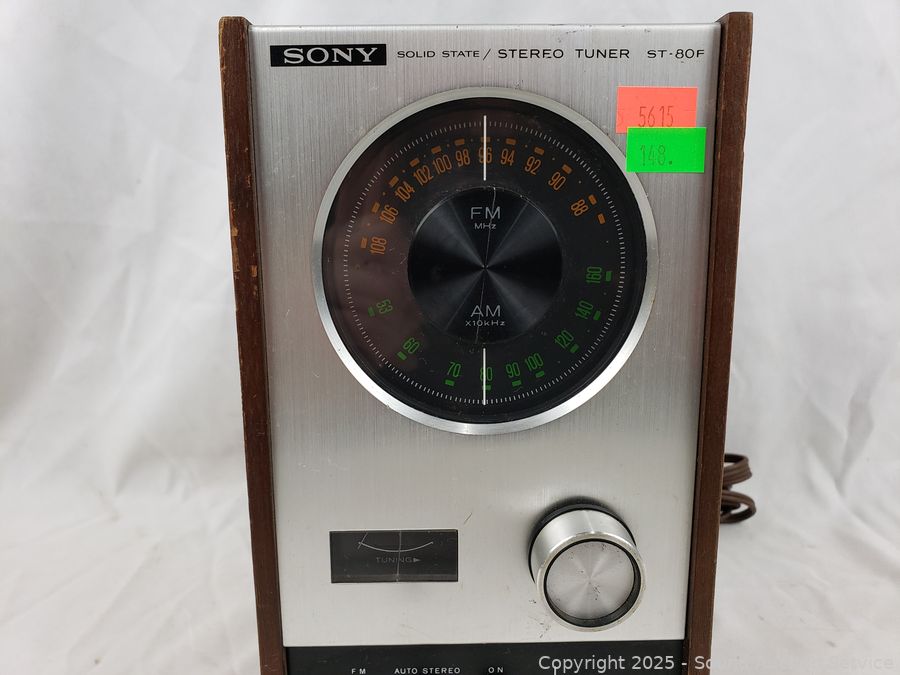 SONY SOLID STATE / STEREO TUNER ST-80F
5615
148.
108 106 104 102 100 98 96 94 92 90 88
FM
MHz
AM
X10kHz
53 60 70 80 90 100 120 140 160
TUNING▶
FM AUTO STEREO ON
Copyright 2025 -